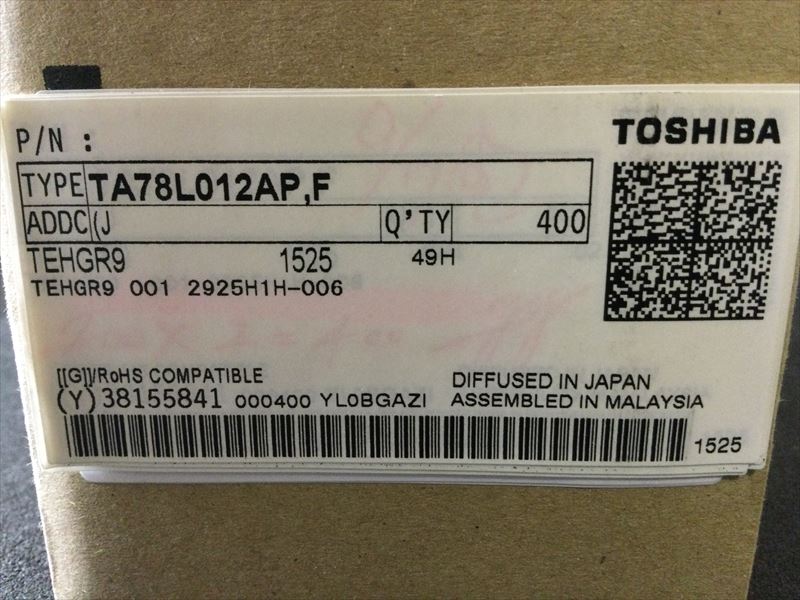 TOSHIBA
P/N :
TYPE TA78L012AP,F
ADDC (J Q'TY 400
TEHGR9 1525 49H
TEHGR9 001 2925H1H-006
[[G]]/RoHS COMPATIBLE
(Y) 38155841 000400 YL0BGAZI
DIFFUSED IN JAPAN
ASSEMBLED IN MALAYSIA
1525